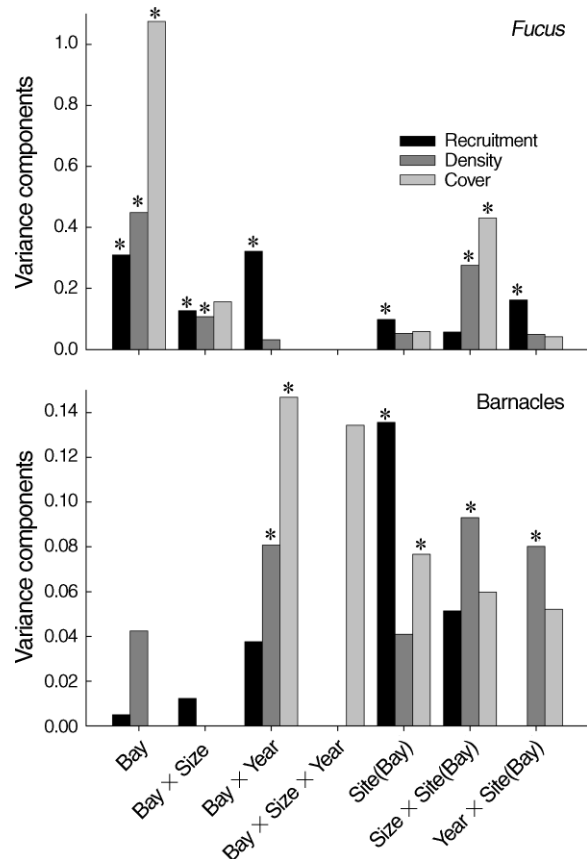 Fucus
Variance components
1.0
0.8
0.6
0.4
0.2
0.0
Recruitment
Density
Cover
*
*
*
*
*
*
*
*
*
*
Barnacles
Variance components
0.14
0.12
0.10
0.08
0.06
0.04
0.02
0.00
*
*
*
*
*
*
Bay
Bay × Size
Bay × Year
Bay × Size × Year
Site(Bay)
Size × Site(Bay)
Year × Site(Bay)